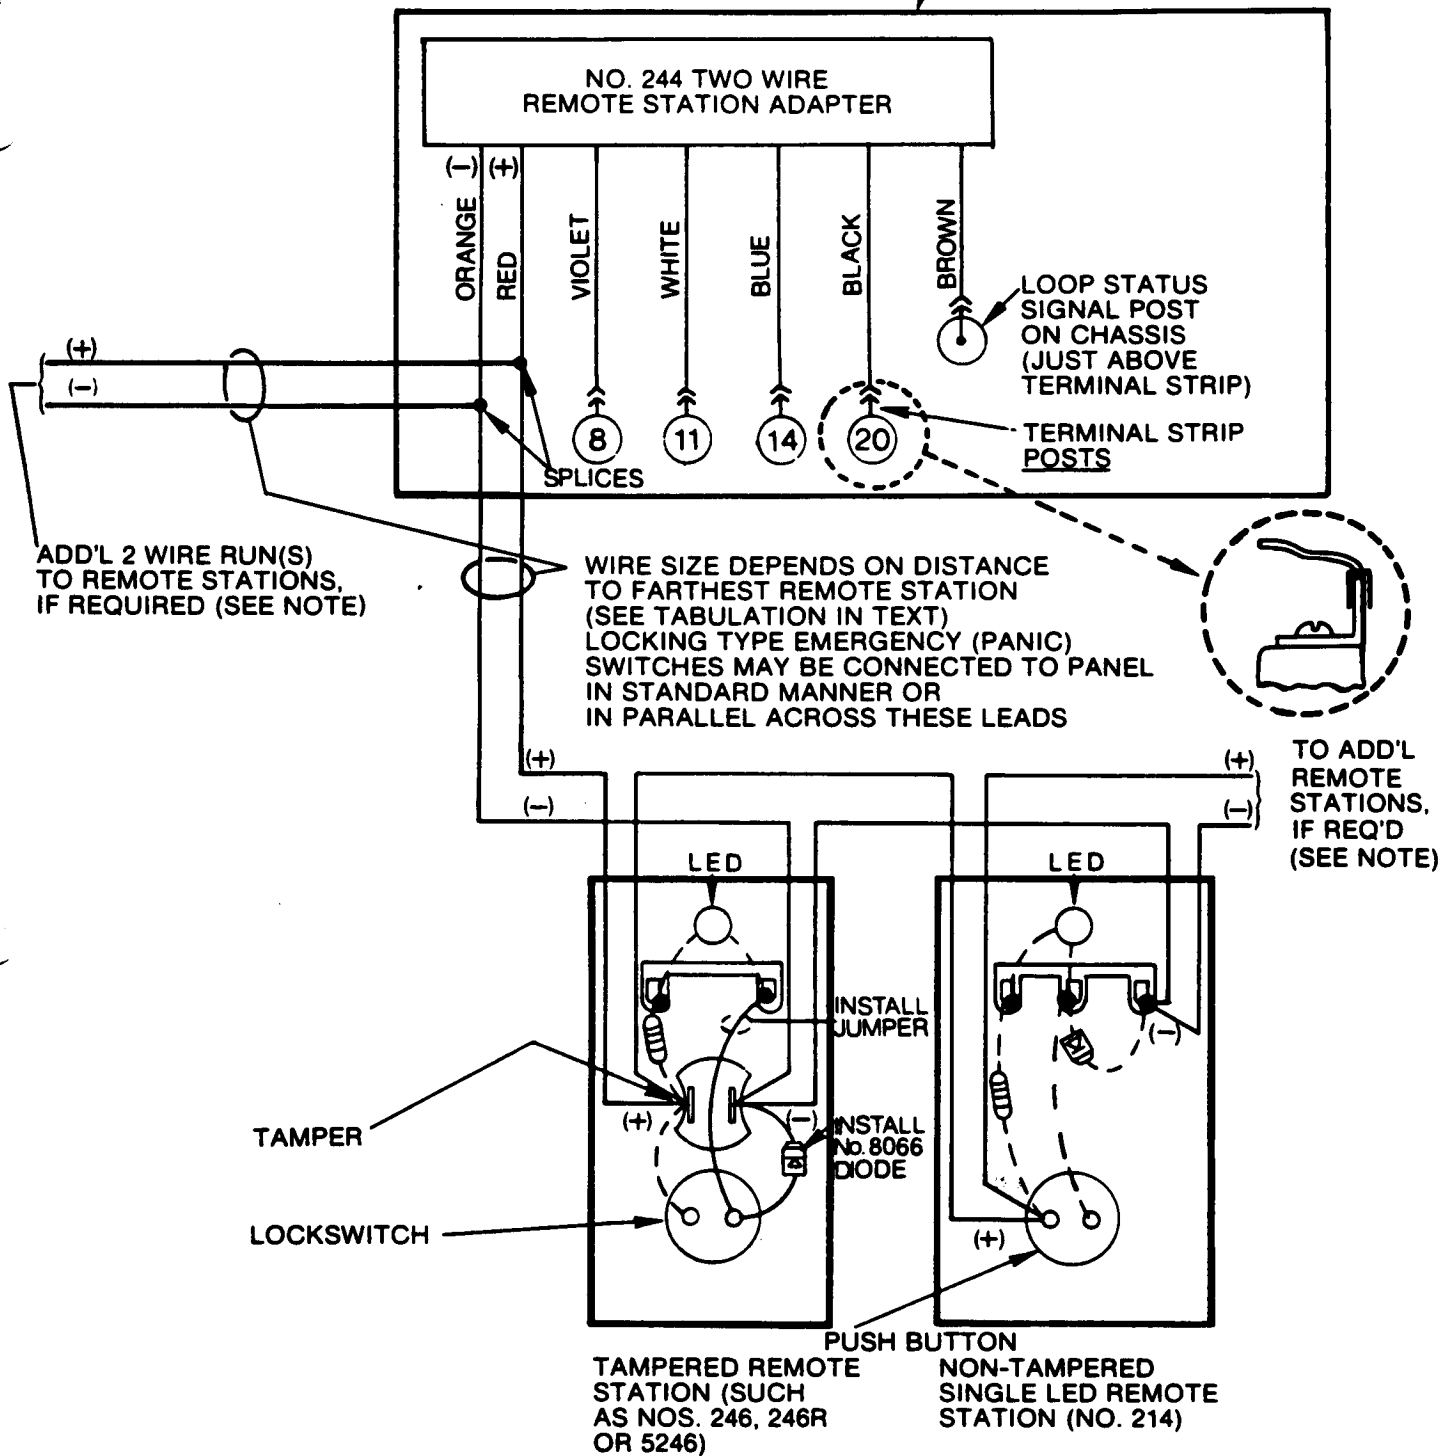 NO. 244 TWO WIRE
REMOTE STATION ADAPTER
(—) (+)
ORANGE
RED
VIOLET
WHITE
BLUE
BLACK
BROWN
LOOP STATUS
SIGNAL POST
ON CHASSIS
(JUST ABOVE
TERMINAL STRIP)
(+)
(—)
8
11
14
20
TERMINAL STRIP
POSTS
SPLICES
ADD'L 2 WIRE RUN(S)
TO REMOTE STATIONS,
IF REQUIRED (SEE NOTE)
WIRE SIZE DEPENDS ON DISTANCE
TO FARTHEST REMOTE STATION
(SEE TABULATION IN TEXT)
LOCKING TYPE EMERGENCY (PANIC)
SWITCHES MAY BE CONNECTED TO PANEL
IN STANDARD MANNER OR
IN PARALLEL ACROSS THESE LEADS
(+)
(—)
(+)
(—)
TO ADD'L
REMOTE
STATIONS,
IF REQ'D
(SEE NOTE)
LED
LED
INSTALL
JUMPER
(—)
TAMPER
(+)
(—)
INSTALL
No. 8066
DIODE
LOCKSWITCH
(+)
PUSH BUTTON
TAMPERED REMOTE
STATION (SUCH
AS NOS. 246, 246R
OR 5246)
NON-TAMPERED
SINGLE LED REMOTE
STATION (NO. 214)